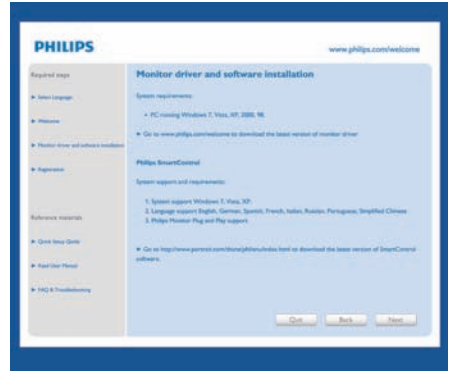 PHILIPS
www.philips.com/welcome
Required steps
Select Language
Welcome
Monitor driver and software installation
Registration
Reference materials
Quick Setup Guide
Read User Manual
FAQ & Troubleshooting
Monitor driver and software installation
System requirements:
• PC running Windows 7, Vista, XP, 2000, 98.
Go to www.philips.com/welcome to download the latest version of monitor driver
Philips SmartControl
System support and requirements:
1. System support Windows 7, Vista, XP.
2. Language support English, German, Spanish, French, Italian, Russian, Portuguese, Simplified Chinese
3. Philips Monitor Plug and Play support.
Go to to download the latest version of SmartControl
software.
Quit
Back
Next